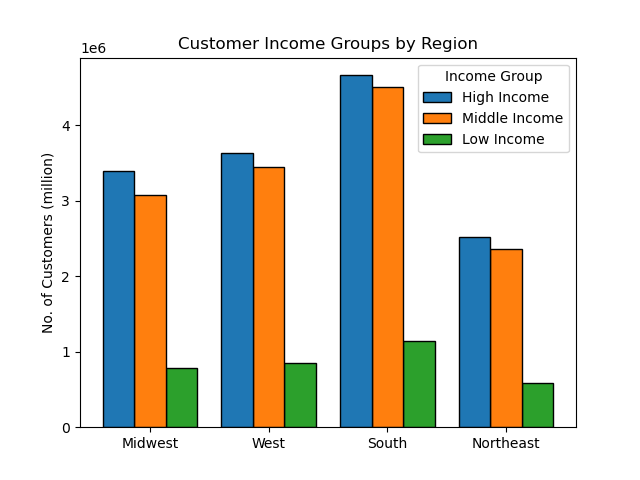 Customer Income Groups by Region
1e6
Income Group
High Income
Middle Income
Low Income
No. of Customers (million)
4
3
2
1
0
Midwest
West
South
Northeast